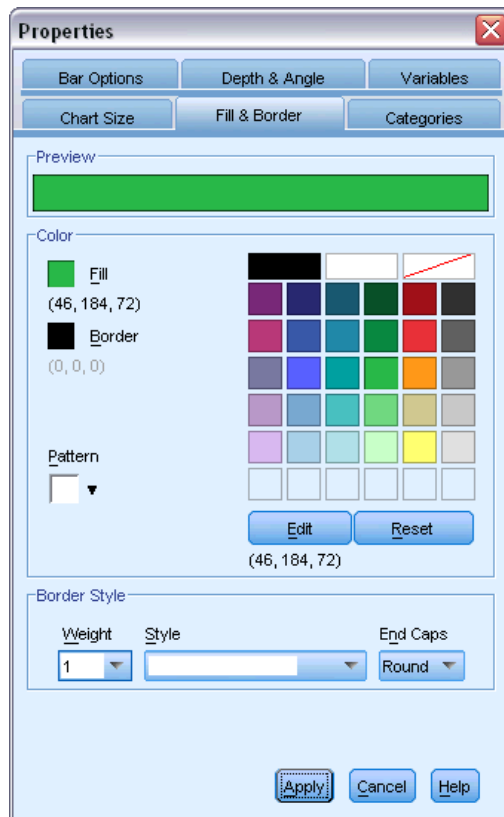 Properties
Bar Options Depth & Angle Variables
Chart Size Fill & Border Categories
Preview
Color
Fill
(46, 184, 72)
Border
(0, 0, 0)
Pattern
Edit Reset
(46, 184, 72)
Border Style
Weight Style End Caps
1 Round
Apply Cancel Help